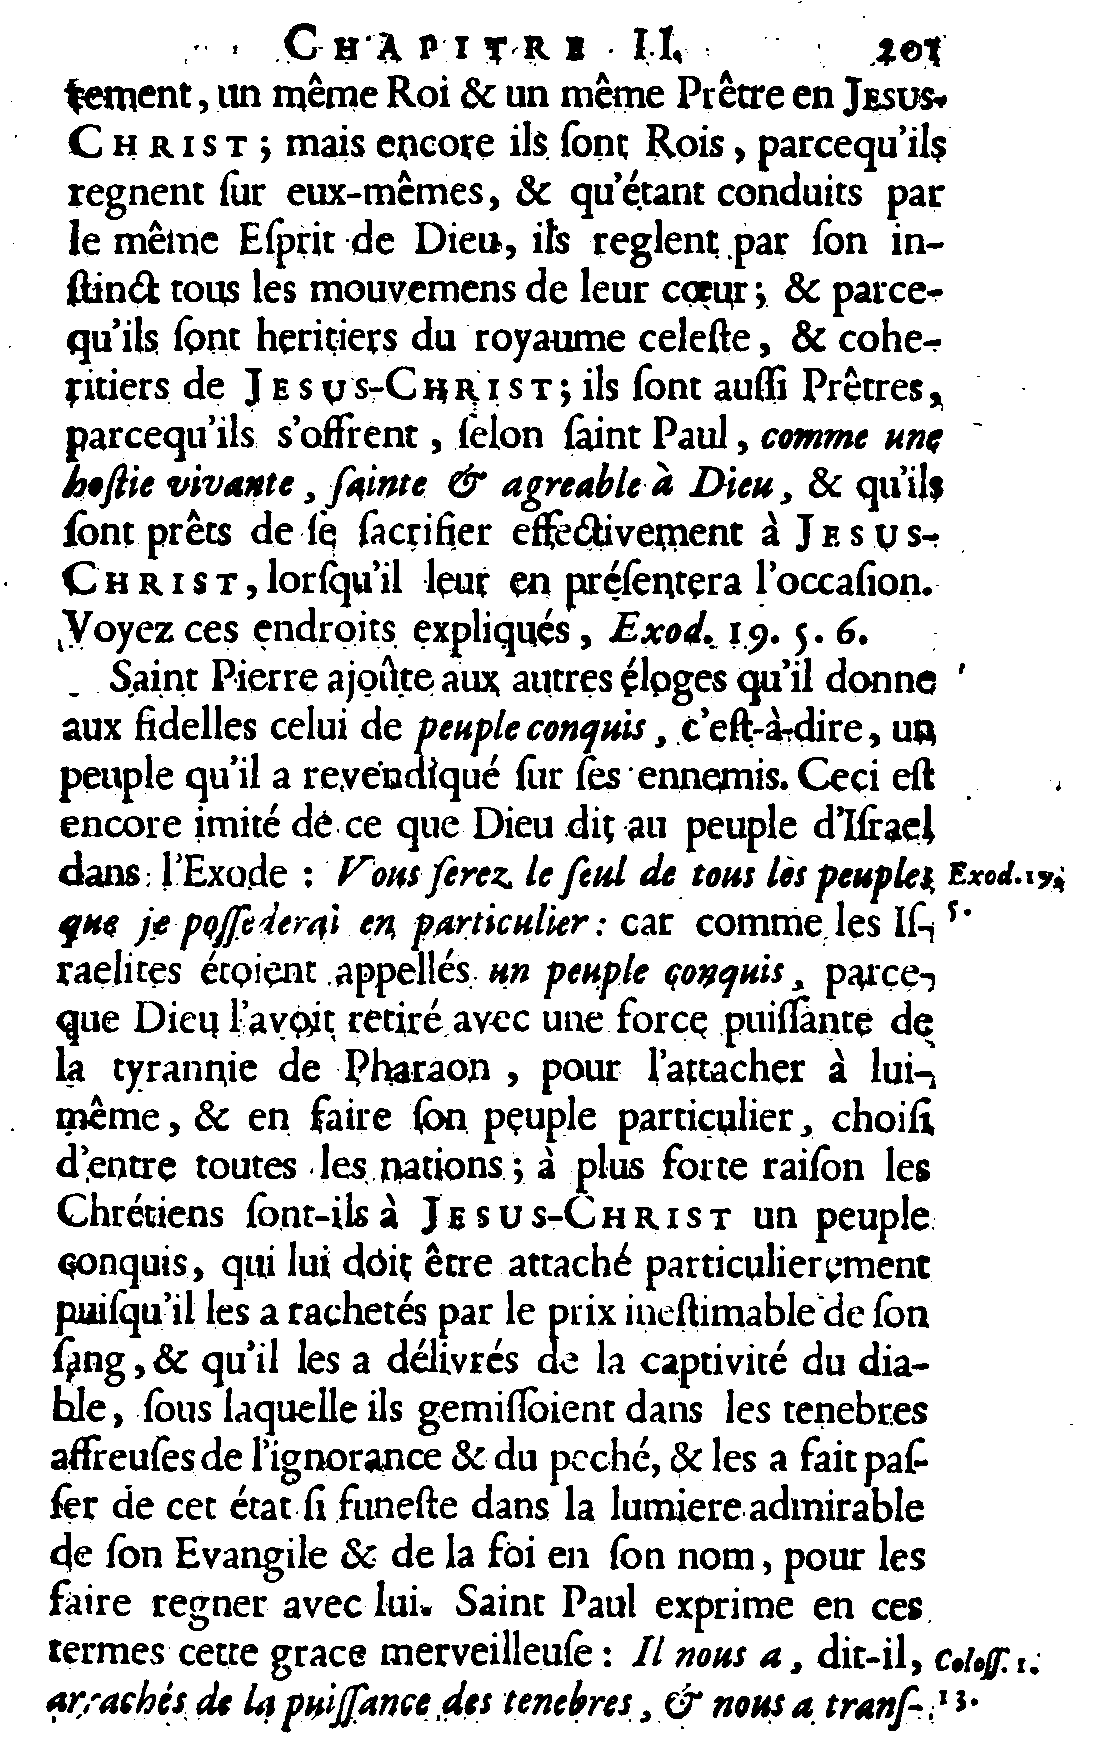 CHAPITRE II. 201
tement, un même Roi & un même Prêtre en JESUS-
CHRIST; mais encore ils ſont Rois, parcequ'ils
regnent ſur eux-mêmes, & qu'étant conduits par
le même Eſprit de Dieu, ils reglent par ſon in-
ſtinct tous les mouvemens de leur cœur; & parce-
qu'ils ſont heritiers du royaume celeſte, & cohe-
ritiers de JESUS-CHRIST; ils ſont auſſi Prêtres,
parcequ'ils s'offrent, ſelon ſaint Paul, comme une
hoſtie vivante, ſainte & agreable à Dieu, & qu'ils
ſont prêts de ſe ſacrifier effectivement à JESUS-
CHRIST, lorſqu'il leur en préſentera l'occaſion.
Voyez ces endroits expliqués, Exod. 19. 5. 6.
Saint Pierre ajoûte aux autres éloges qu'il donne
aux fidelles celui de peuple conquis, c'eſt-à-dire, un
peuple qu'il a revendiqué ſur ſes ennemis. Ceci eſt
encore imité de ce que Dieu dit au peuple d'Iſrael
dans l'Exode : Vous ſerez le ſeul de tous les peuples Exod. 19.
que je poſſederai en particulier : car comme les Iſ- 5.
raelites étoient appellés un peuple conquis, parce-
que Dieu l'avoit retiré avec une force puiſſante de
la tyrannie de Pharaon, pour l'attacher à lui-
même, & en faire ſon peuple particulier, choiſi
d'entre toutes les nations; à plus forte raiſon les
Chrétiens ſont-ils à JESUS-CHRIST un peuple
conquis, qui lui doit être attaché particulierement
puiſqu'il les a rachetés par le prix ineſtimable de ſon
ſang, & qu'il les a délivrés de la captivité du dia-
ble, ſous laquelle ils gemiſſoient dans les tenebres
affreuſes de l'ignorance & du peché, & les a fait paſ-
ſer de cet état ſi funeſte dans la lumiere admirable
de ſon Evangile & de la foi en ſon nom, pour les
faire regner avec lui. Saint Paul exprime en ces
termes cette grace merveilleuſe : Il nous a, dit-il, Coloſſ. 1.
arrachés de la puiſſance des tenebres, & nous a tranſ- 13.